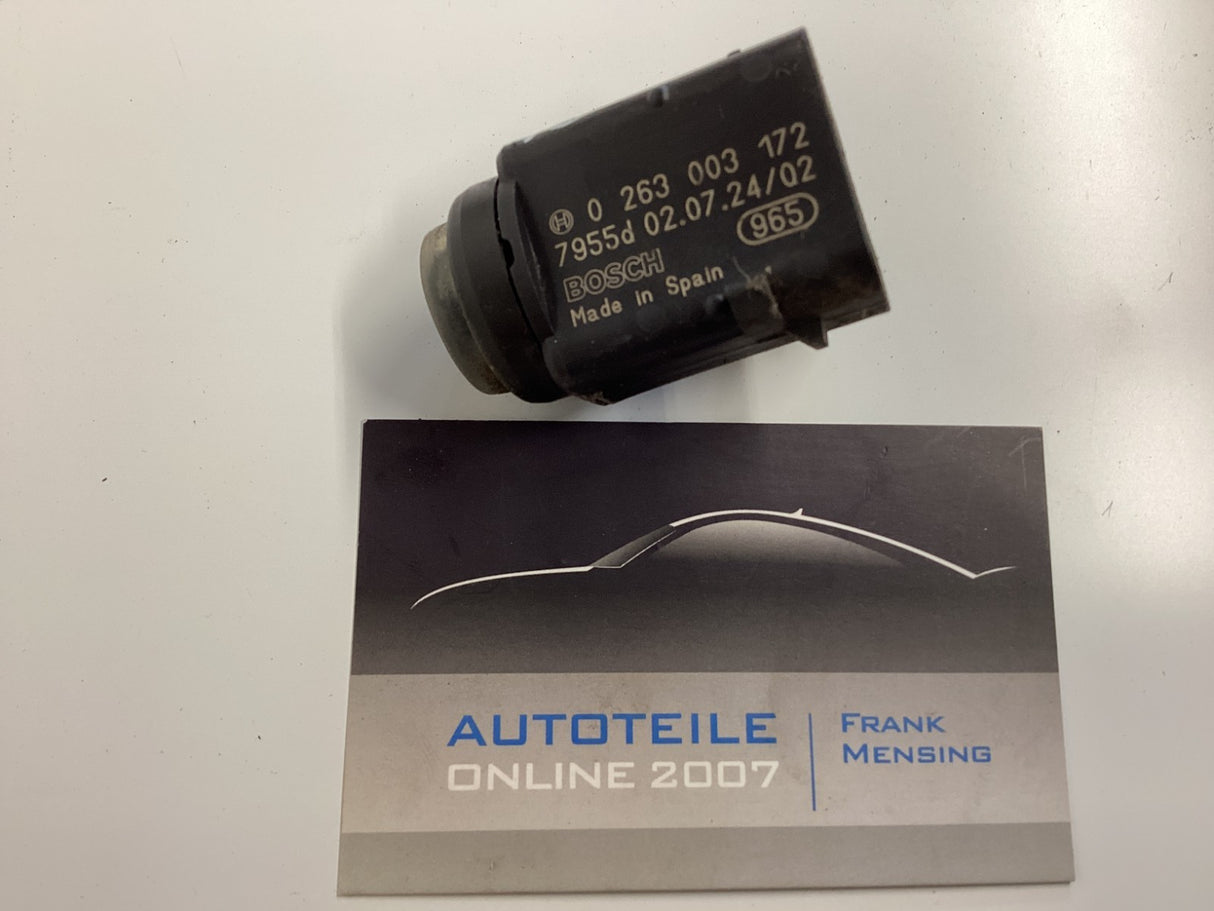 0 263 003 172
7955d 02.07.24/02
965
BOSCH
Made in Spain
AUTOTEILE
ONLINE 2007
FRANK
MENSING